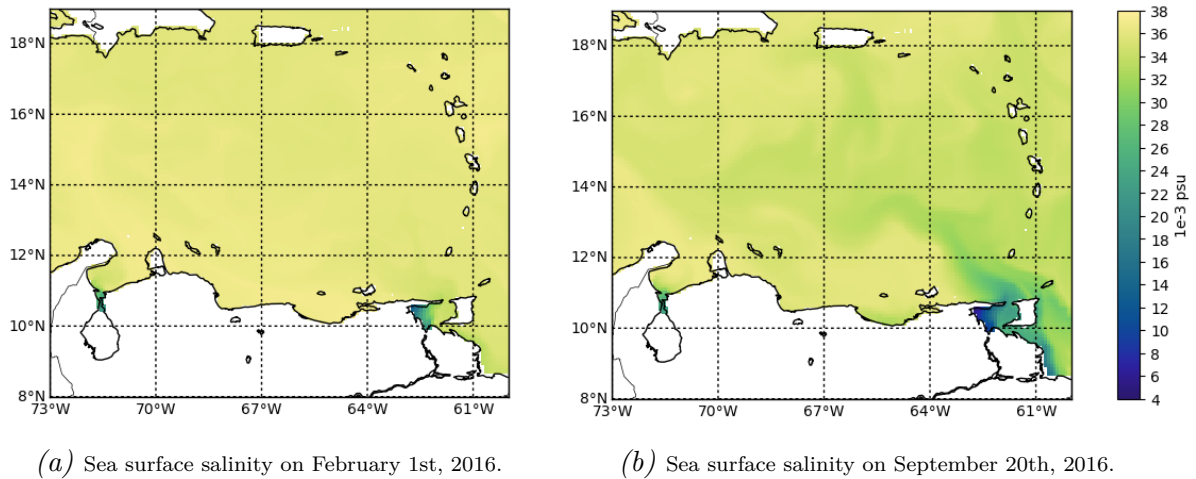 18°N
16°N
14°N
12°N
10°N
8°N
73°W 70°W 67°W 64°W 61°W
18°N
16°N
14°N
12°N
10°N
8°N
73°W 70°W 67°W 64°W 61°W
38
36
34
32
30
28
26
24
22
20
18
16
14
12
10
8
6
4
1e-3 psu
(a) Sea surface salinity on February 1st, 2016.
(b) Sea surface salinity on September 20th, 2016.